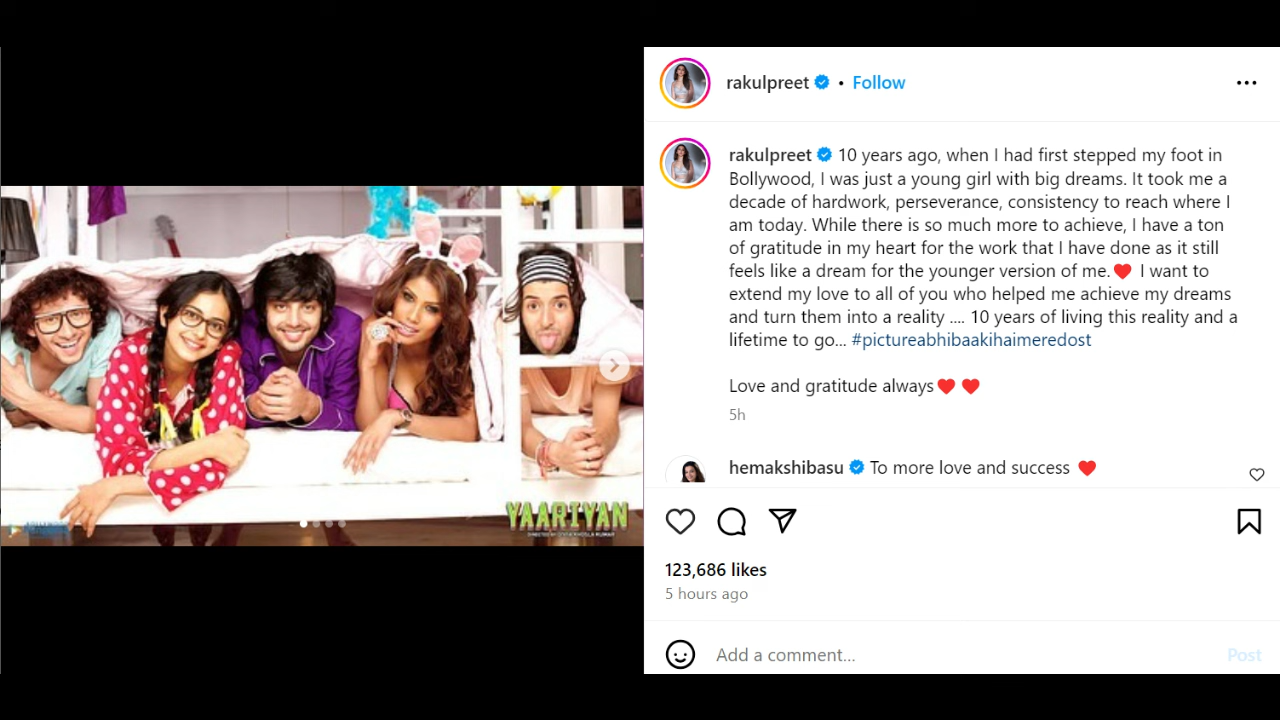 rakulpreet • Follow
rakulpreet 10 years ago, when I had first stepped my foot in
Bollywood, I was just a young girl with big dreams. It took me a
decade of hardwork, perseverance, consistency to reach where I
am today. While there is so much more to achieve, I have a ton
of gratitude in my heart for the work that I have done as it still
feels like a dream for the younger version of me.❤️ I want to
extend my love to all of you who helped me achieve my dreams
and turn them into a reality .... 10 years of living this reality and a
lifetime to go... #pictureabhibaakihaimeredost
Love and gratitude always❤️ ❤️
5h
hemakshibasu To more love and success ❤️
123,686 likes
5 hours ago
Add a comment...
Post
YAARIYAN
DIRECTED BY DIVYA KHOSLA KUMAR